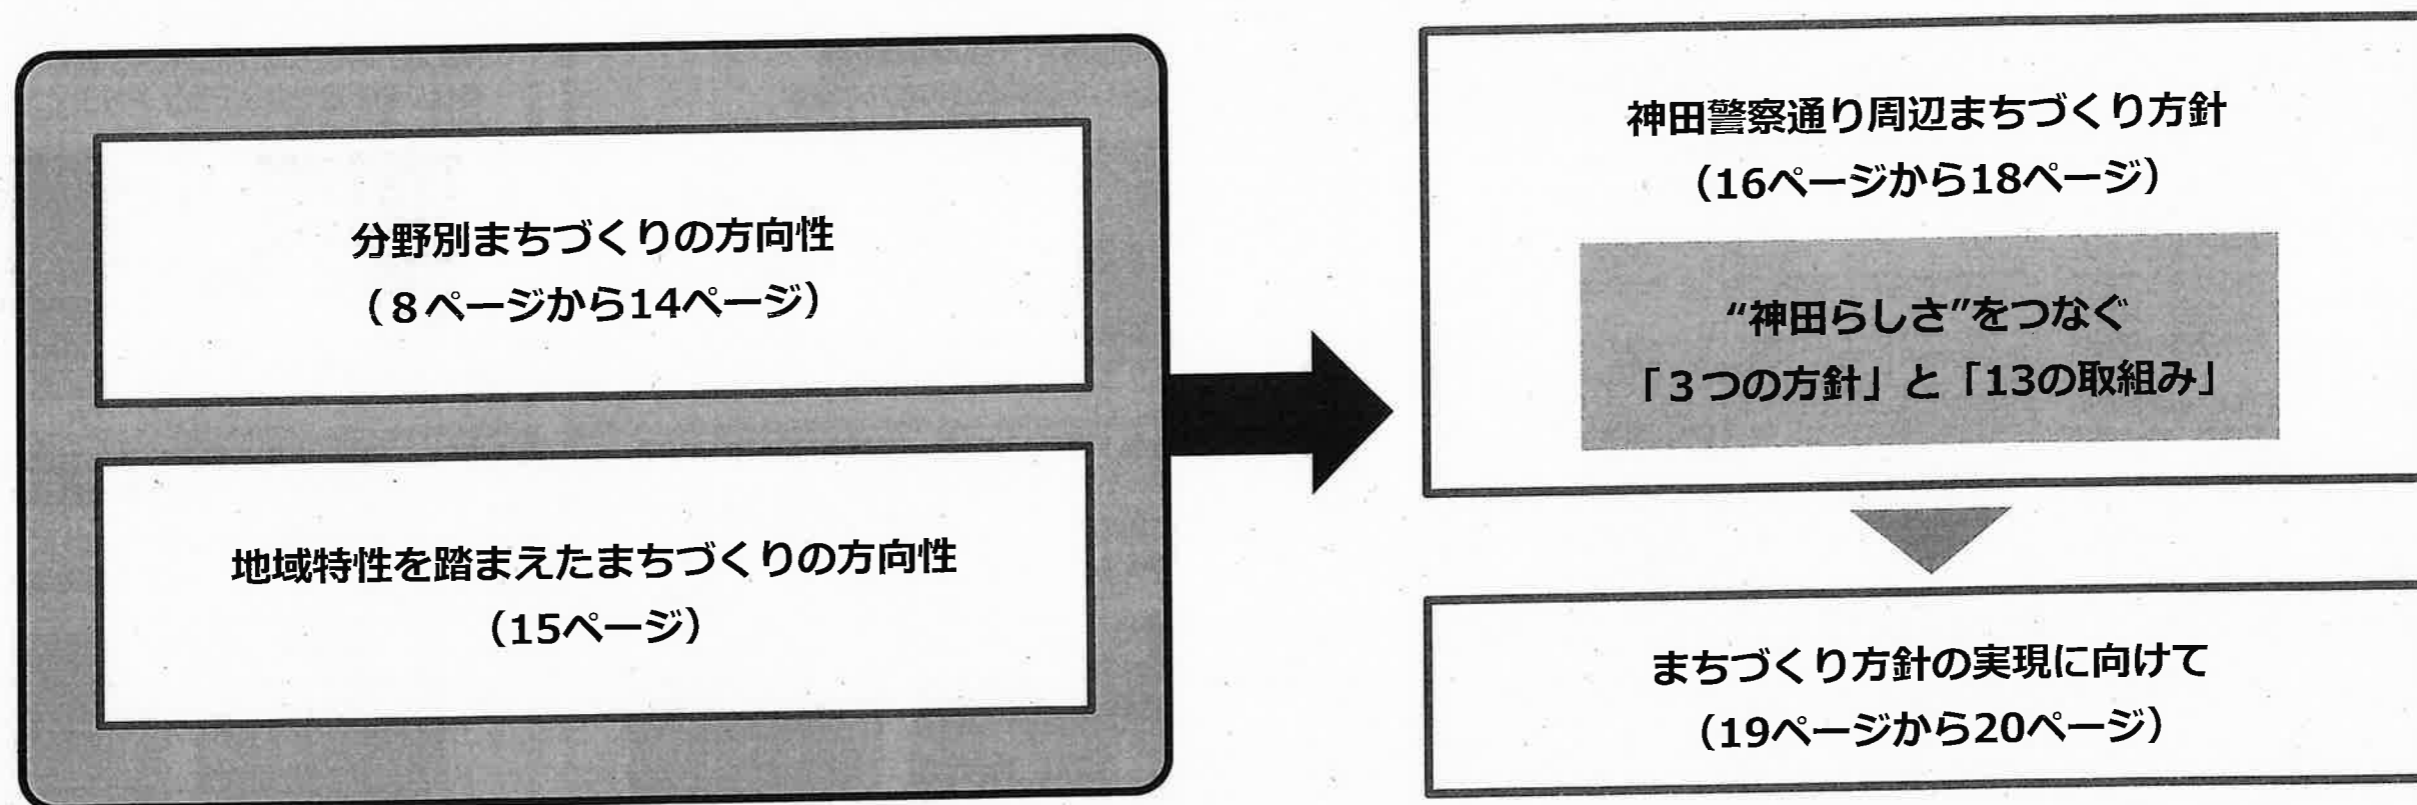 分野別まちづくりの方向性
（８ページから14ページ）
地域特性を踏まえたまちづくりの方向性
（15ページ）
神田警察通り周辺まちづくり方針
（16ページから18ページ）
“神田らしさ”をつなぐ
「３つの方針」と「13の取組み」
まちづくり方針の実現に向けて
（19ページから20ページ）